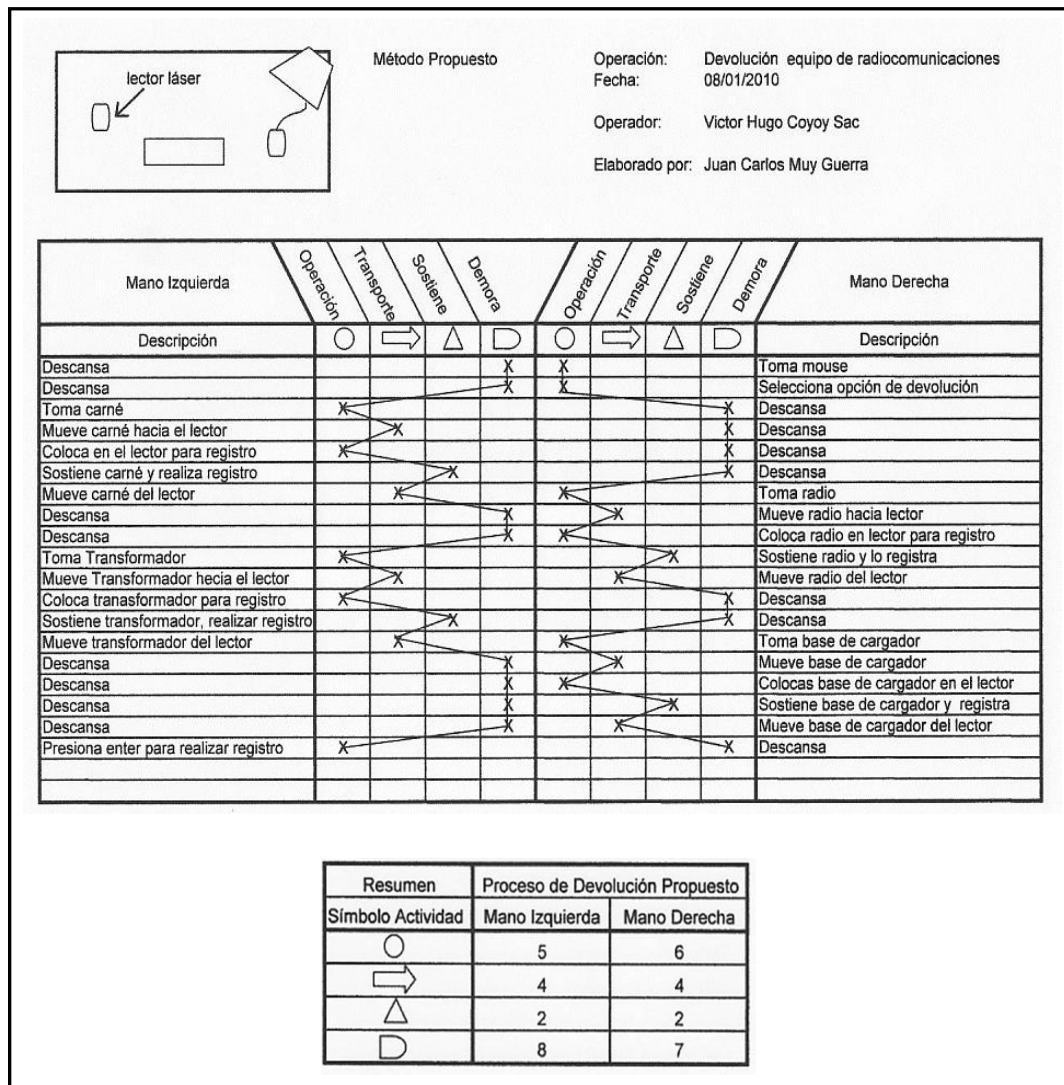 lector láser
Método Propuesto
Operación: Devolución equipo de radiocomunicaciones
Fecha: 08/01/2010
Operador: Victor Hugo Coyoy Sac
Elaborado por: Juan Carlos Muy Guerra
Mano Izquierda Operación Transporte Sostiene Demora Operación Transporte Sostiene Demora Mano Derecha
Descripción Descripción
Descansa X X Toma mouse
Descansa X X Selecciona opción de devolución
Toma carné X X Descansa
Mueve carné hacia el lector X X Descansa
Coloca en el lector para registro X X Descansa
Sostiene carné y realiza registro X X Descansa
Mueve carné del lector X X Toma radio
Descansa X X Mueve radio hacia lector
Descansa X X Coloca radio en lector para registro
Toma Transformador X X Sostiene radio y lo registra
Mueve Transformador hecia el lector X X Mueve radio del lector
Coloca tranasformador para registro X X Descansa
Sostiene transformador, realizar registro X X Descansa
Mueve transformador del lector X X Toma base de cargador
Descansa X X Mueve base de cargador
Descansa X X Colocas base de cargador en el lector
Descansa X X Sostiene base de cargador y registra
Descansa X X Mueve base de cargador del lector
Presiona enter para realizar registro X X Descansa
Resumen Proceso de Devolución Propuesto
Símbolo Actividad Mano Izquierda Mano Derecha
5 6
4 4
2 2
8 7